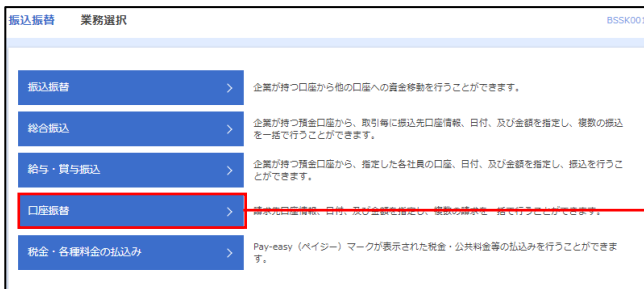 振込振替 業務選択 BSSK001
振込振替
企業が持つ口座から他の口座への資金移動を行うことができます。
総合振込
企業が持つ預金口座から、取引毎に振込先口座情報、日付、及び金額を指定し、複数の振込
を一括で行うことができます。
給与・賞与振込
企業が持つ預金口座から、指定した各社員の口座、日付、及び金額を指定し、振込を行うこ
とができます。
口座振替
請求先口座情報、日付、及び金額を指定し、複数の請求を一括で行うことができます。
税金・各種料金の払込み
Pay-easy（ペイジー）マークが表示された税金・公共料金等の払込みを行うことができま
す。